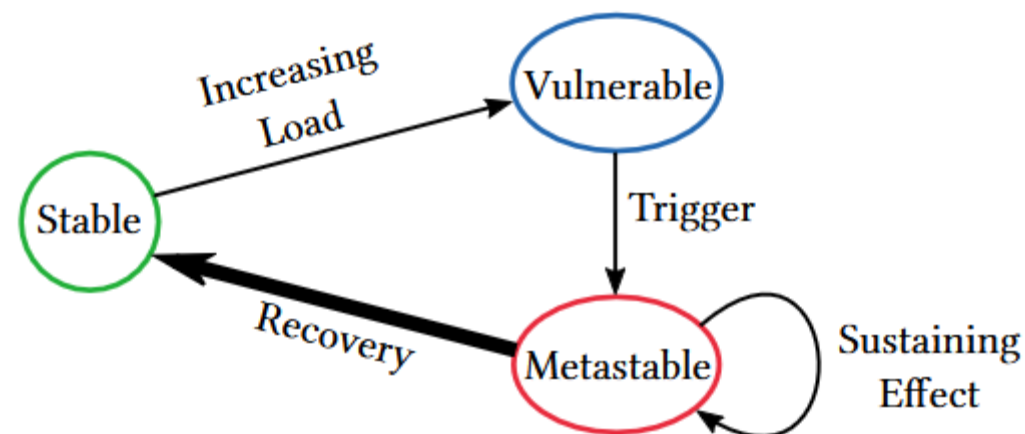 Increasing
Load
Vulnerable
Stable
Trigger
Recovery
Metastable
Sustaining
Effect